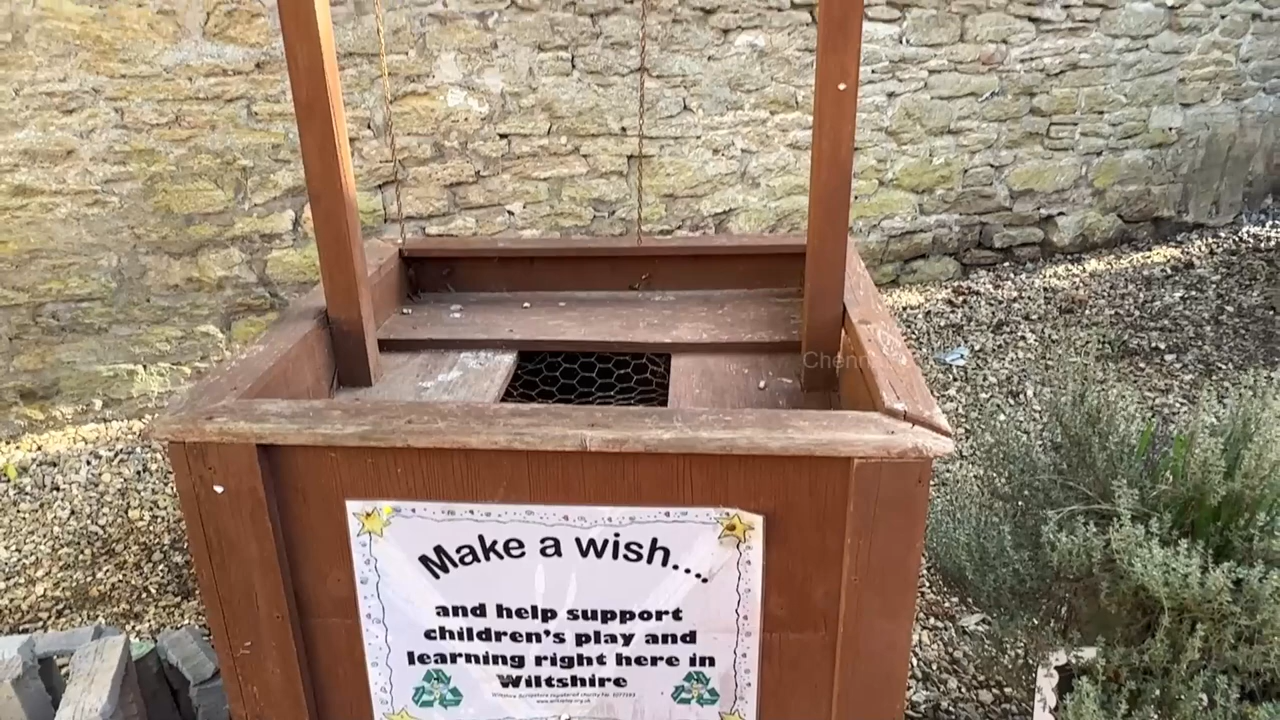 Make a wish....
and help support
children's play and
learning right here in
Wiltshire